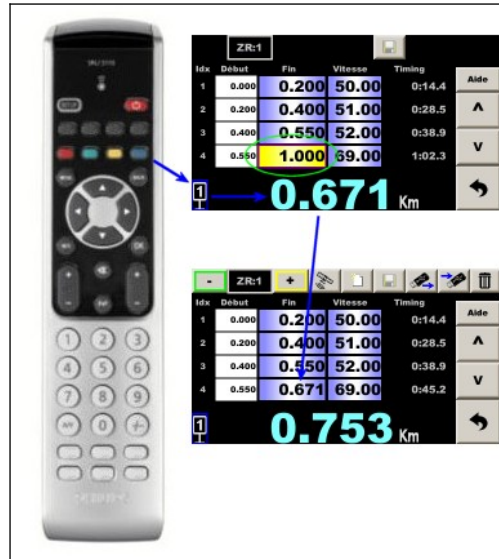 SETUP
1 2 3
4 5 6
7 8 9
AV 0
ZR:1
Idx Début Fin Vitesse Timing
1 0.000 0.200 50.00 0:14.4
2 0.200 0.400 51.00 0:28.5
3 0.400 0.550 52.00 0:38.9
4 0.550 1.000 69.00 1:02.3
Aide
Λ
V
1 0.671 Km
- ZR:1 +
Idx Début Fin Vitesse Timing
1 0.000 0.200 50.00 0:14.4
2 0.200 0.400 51.00 0:28.5
3 0.400 0.550 52.00 0:38.9
4 0.550 0.671 69.00 0:45.2
Aide
Λ
V
1 0.753 Km